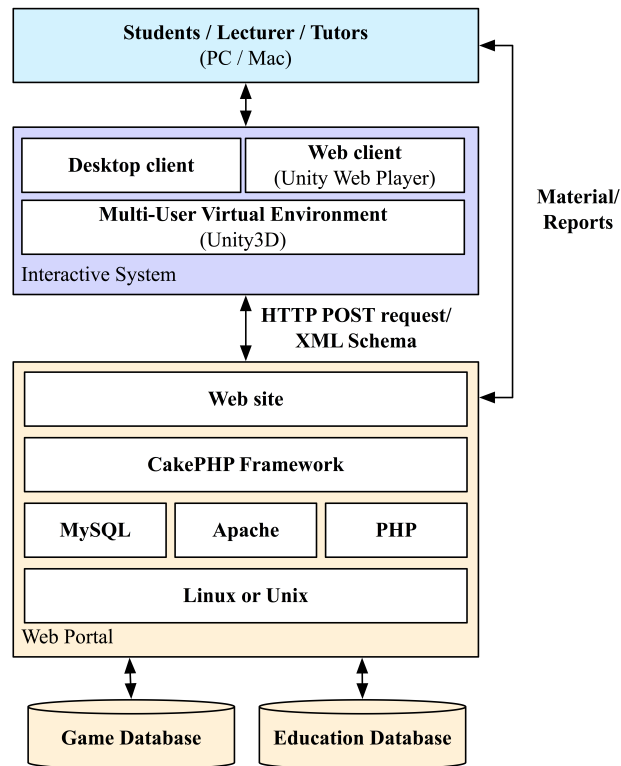 Students / Lecturer / Tutors
(PC / Mac)
Desktop client
Web client
(Unity Web Player)
Multi-User Virtual Environment
(Unity3D)
Interactive System
Material/
Reports
HTTP POST request/
XML Schema
Web site
CakePHP Framework
MySQL
Apache
PHP
Linux or Unix
Web Portal
Game Database
Education Database